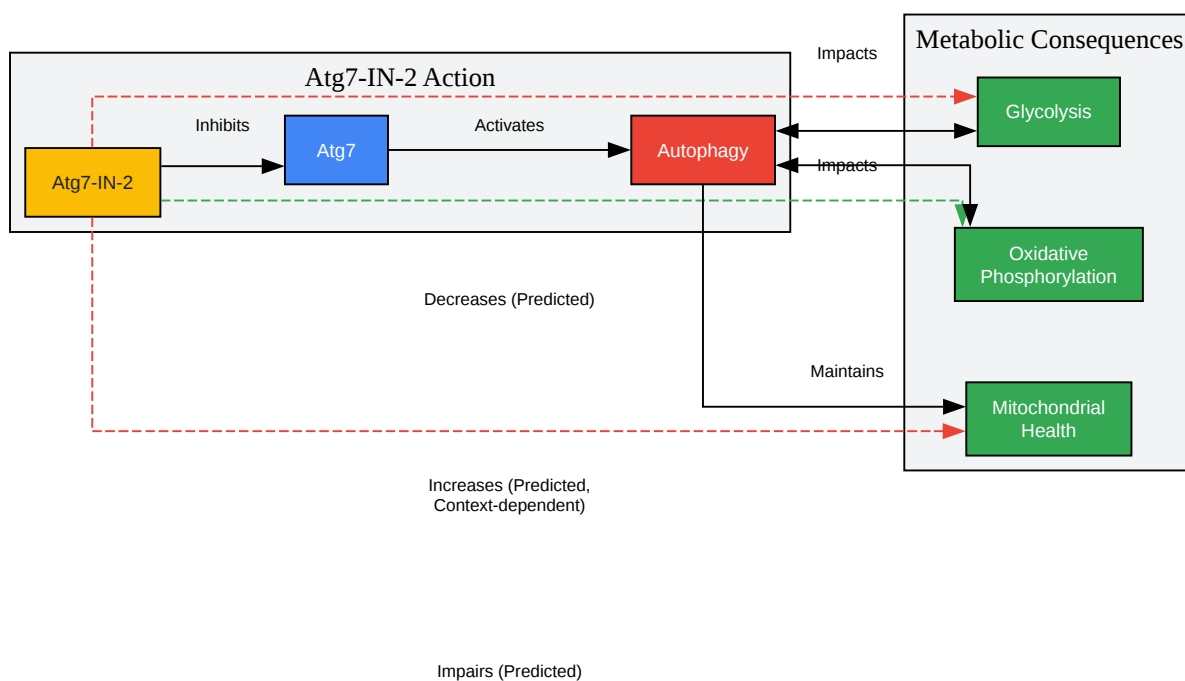 Metabolic Consequences
Impacts
Atg7-IN-2 Action
Glycolysis
Inhibits
Activates
Atg7
Autophagy
Impacts
Atg7-IN-2
Oxidative
Phosphorylation
Decreases (Predicted)
Maintains
Mitochondrial
Health
Increases (Predicted,
Context-dependent)
Impairs (Predicted)